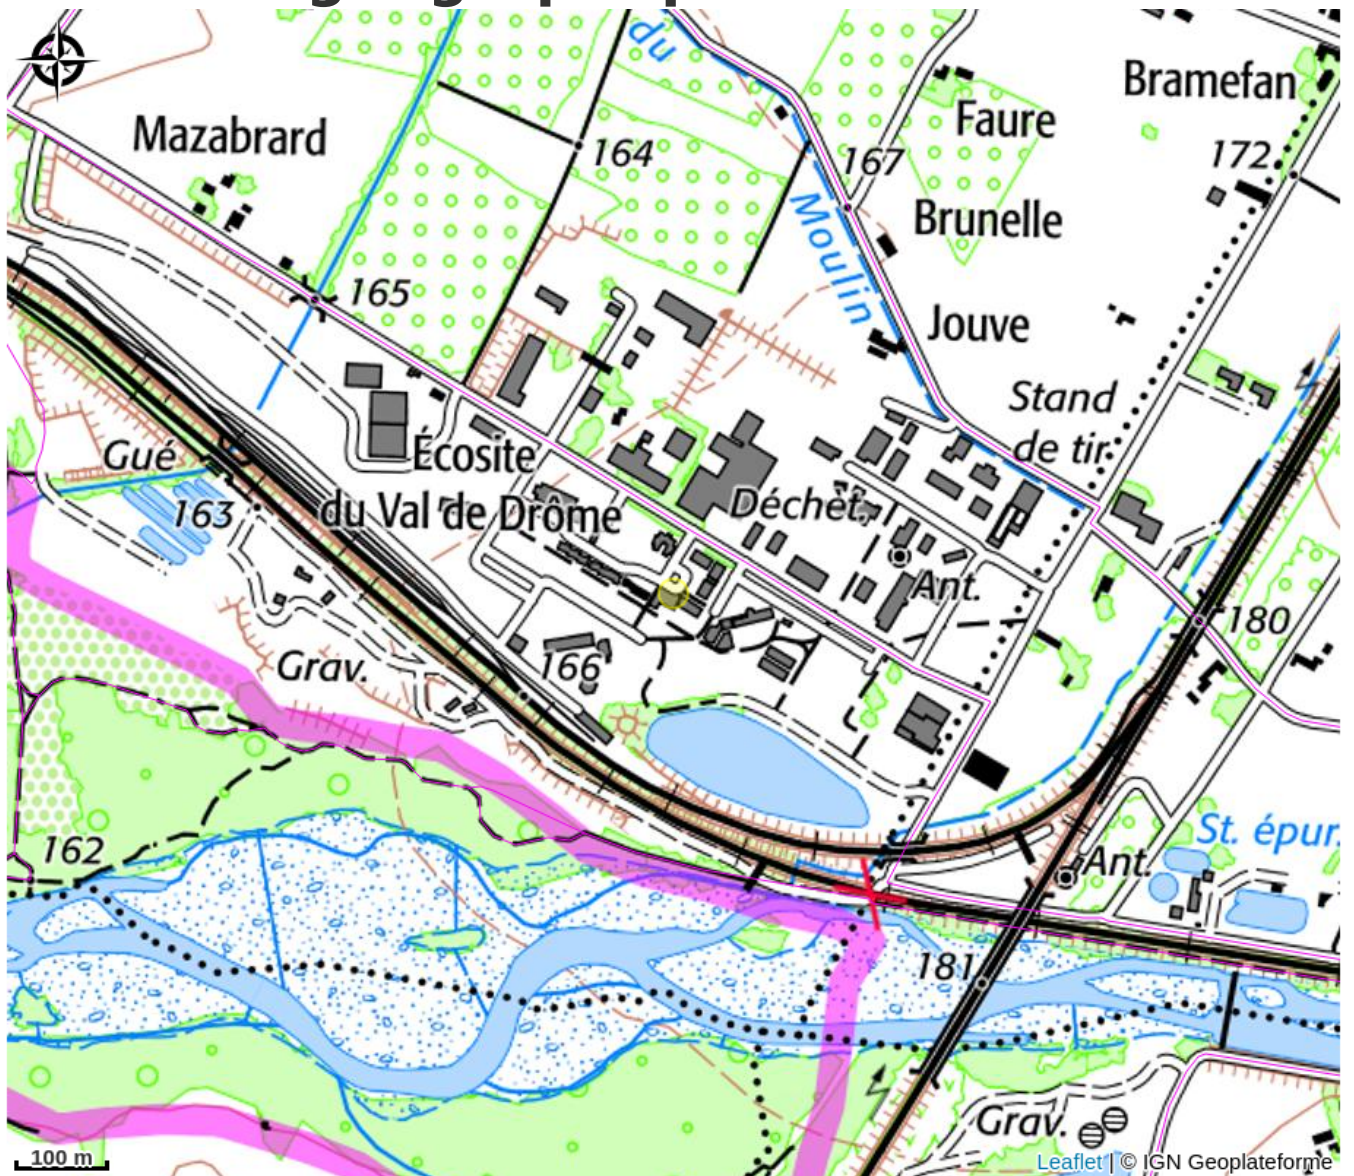 du
Bramefan
Faure
Mazabrard
164
167
172
Moulin
Brunelle
165
Jouve
Stand
de tir
Gué
Écosite
du Val de Drôme
163
Déchèt.
Ant.
180
Grav.
166
162
St. épur.
Ant.
181
Grav.
100 m
Leaflet | © IGN Geoplateforme